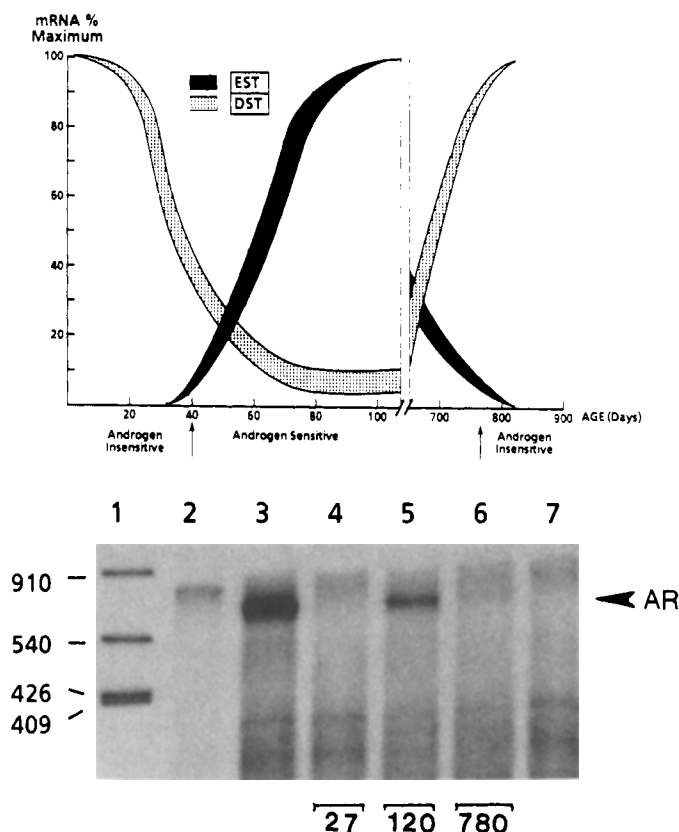 mRNA %
Maximum
100
80
60
40
20
EST
DST
20 40 60 80 100 700 800 900 AGE (Days)
Androgen Insensitive
Androgen Sensitive
Androgen Insensitive
1 2 3 4 5 6 7
910
540
426
409
AR
27 120 780